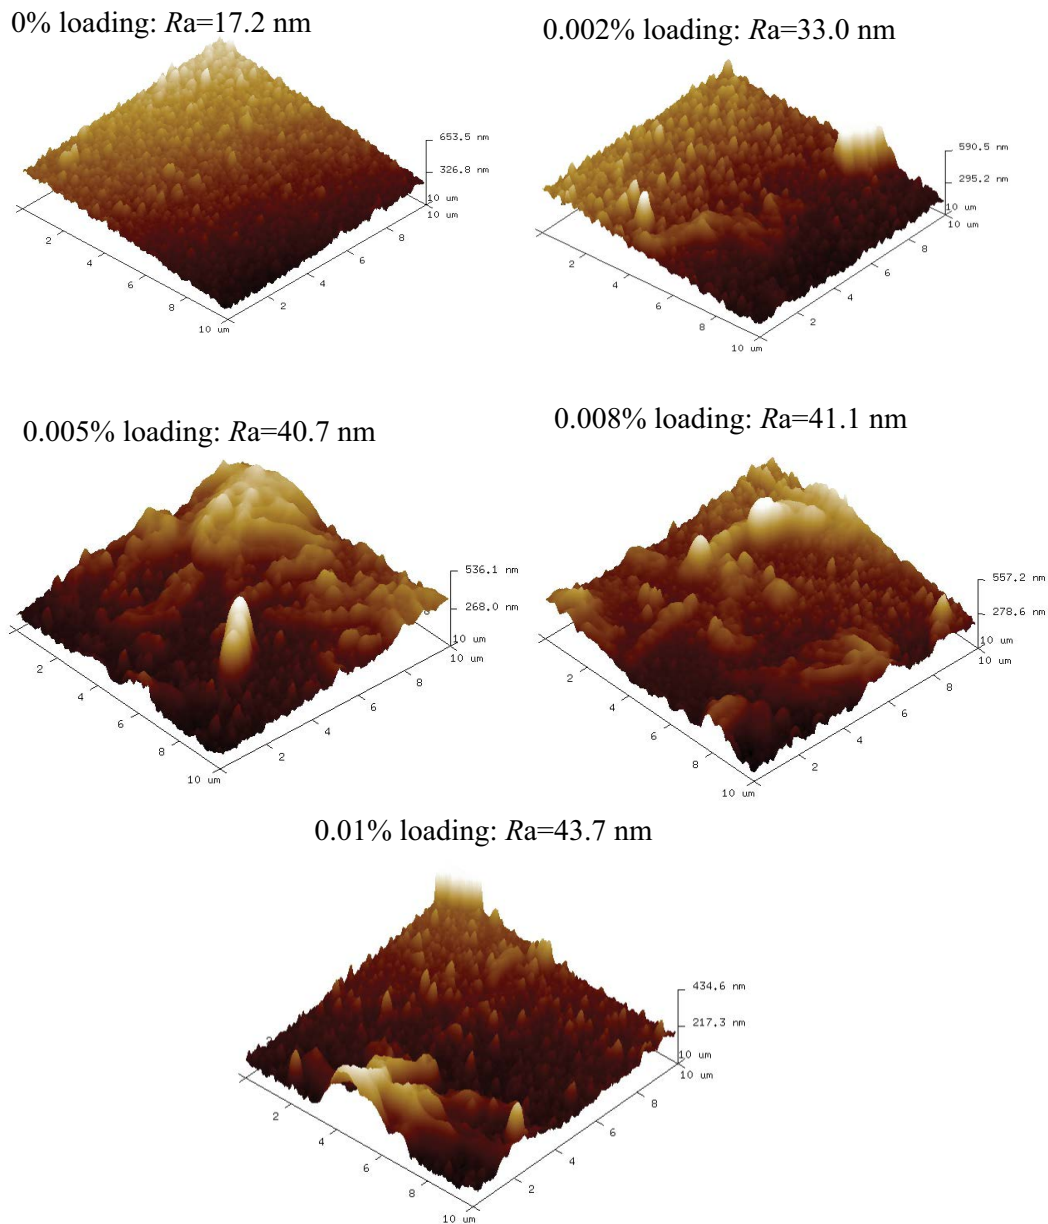 0% loading: Ra=17.2 nm
653.5 nm
326.8 nm
10 um
10 um
8
6
4
2
2
4
6
8
10 um
0.002% loading: Ra=33.0 nm
590.5 nm
295.2 nm
10 um
10 um
8
6
4
2
2
4
6
8
10 um
0.005% loading: Ra=40.7 nm
536.1 nm
268.0 nm
10 um
10 um
8
6
4
2
2
4
6
8
10 um
0.008% loading: Ra=41.1 nm
557.2 nm
278.6 nm
10 um
10 um
8
6
4
2
2
4
6
8
10 um
0.01% loading: Ra=43.7 nm
434.6 nm
217.3 nm
10 um
10 um
8
6
4
2
2
4
6
8
10 um